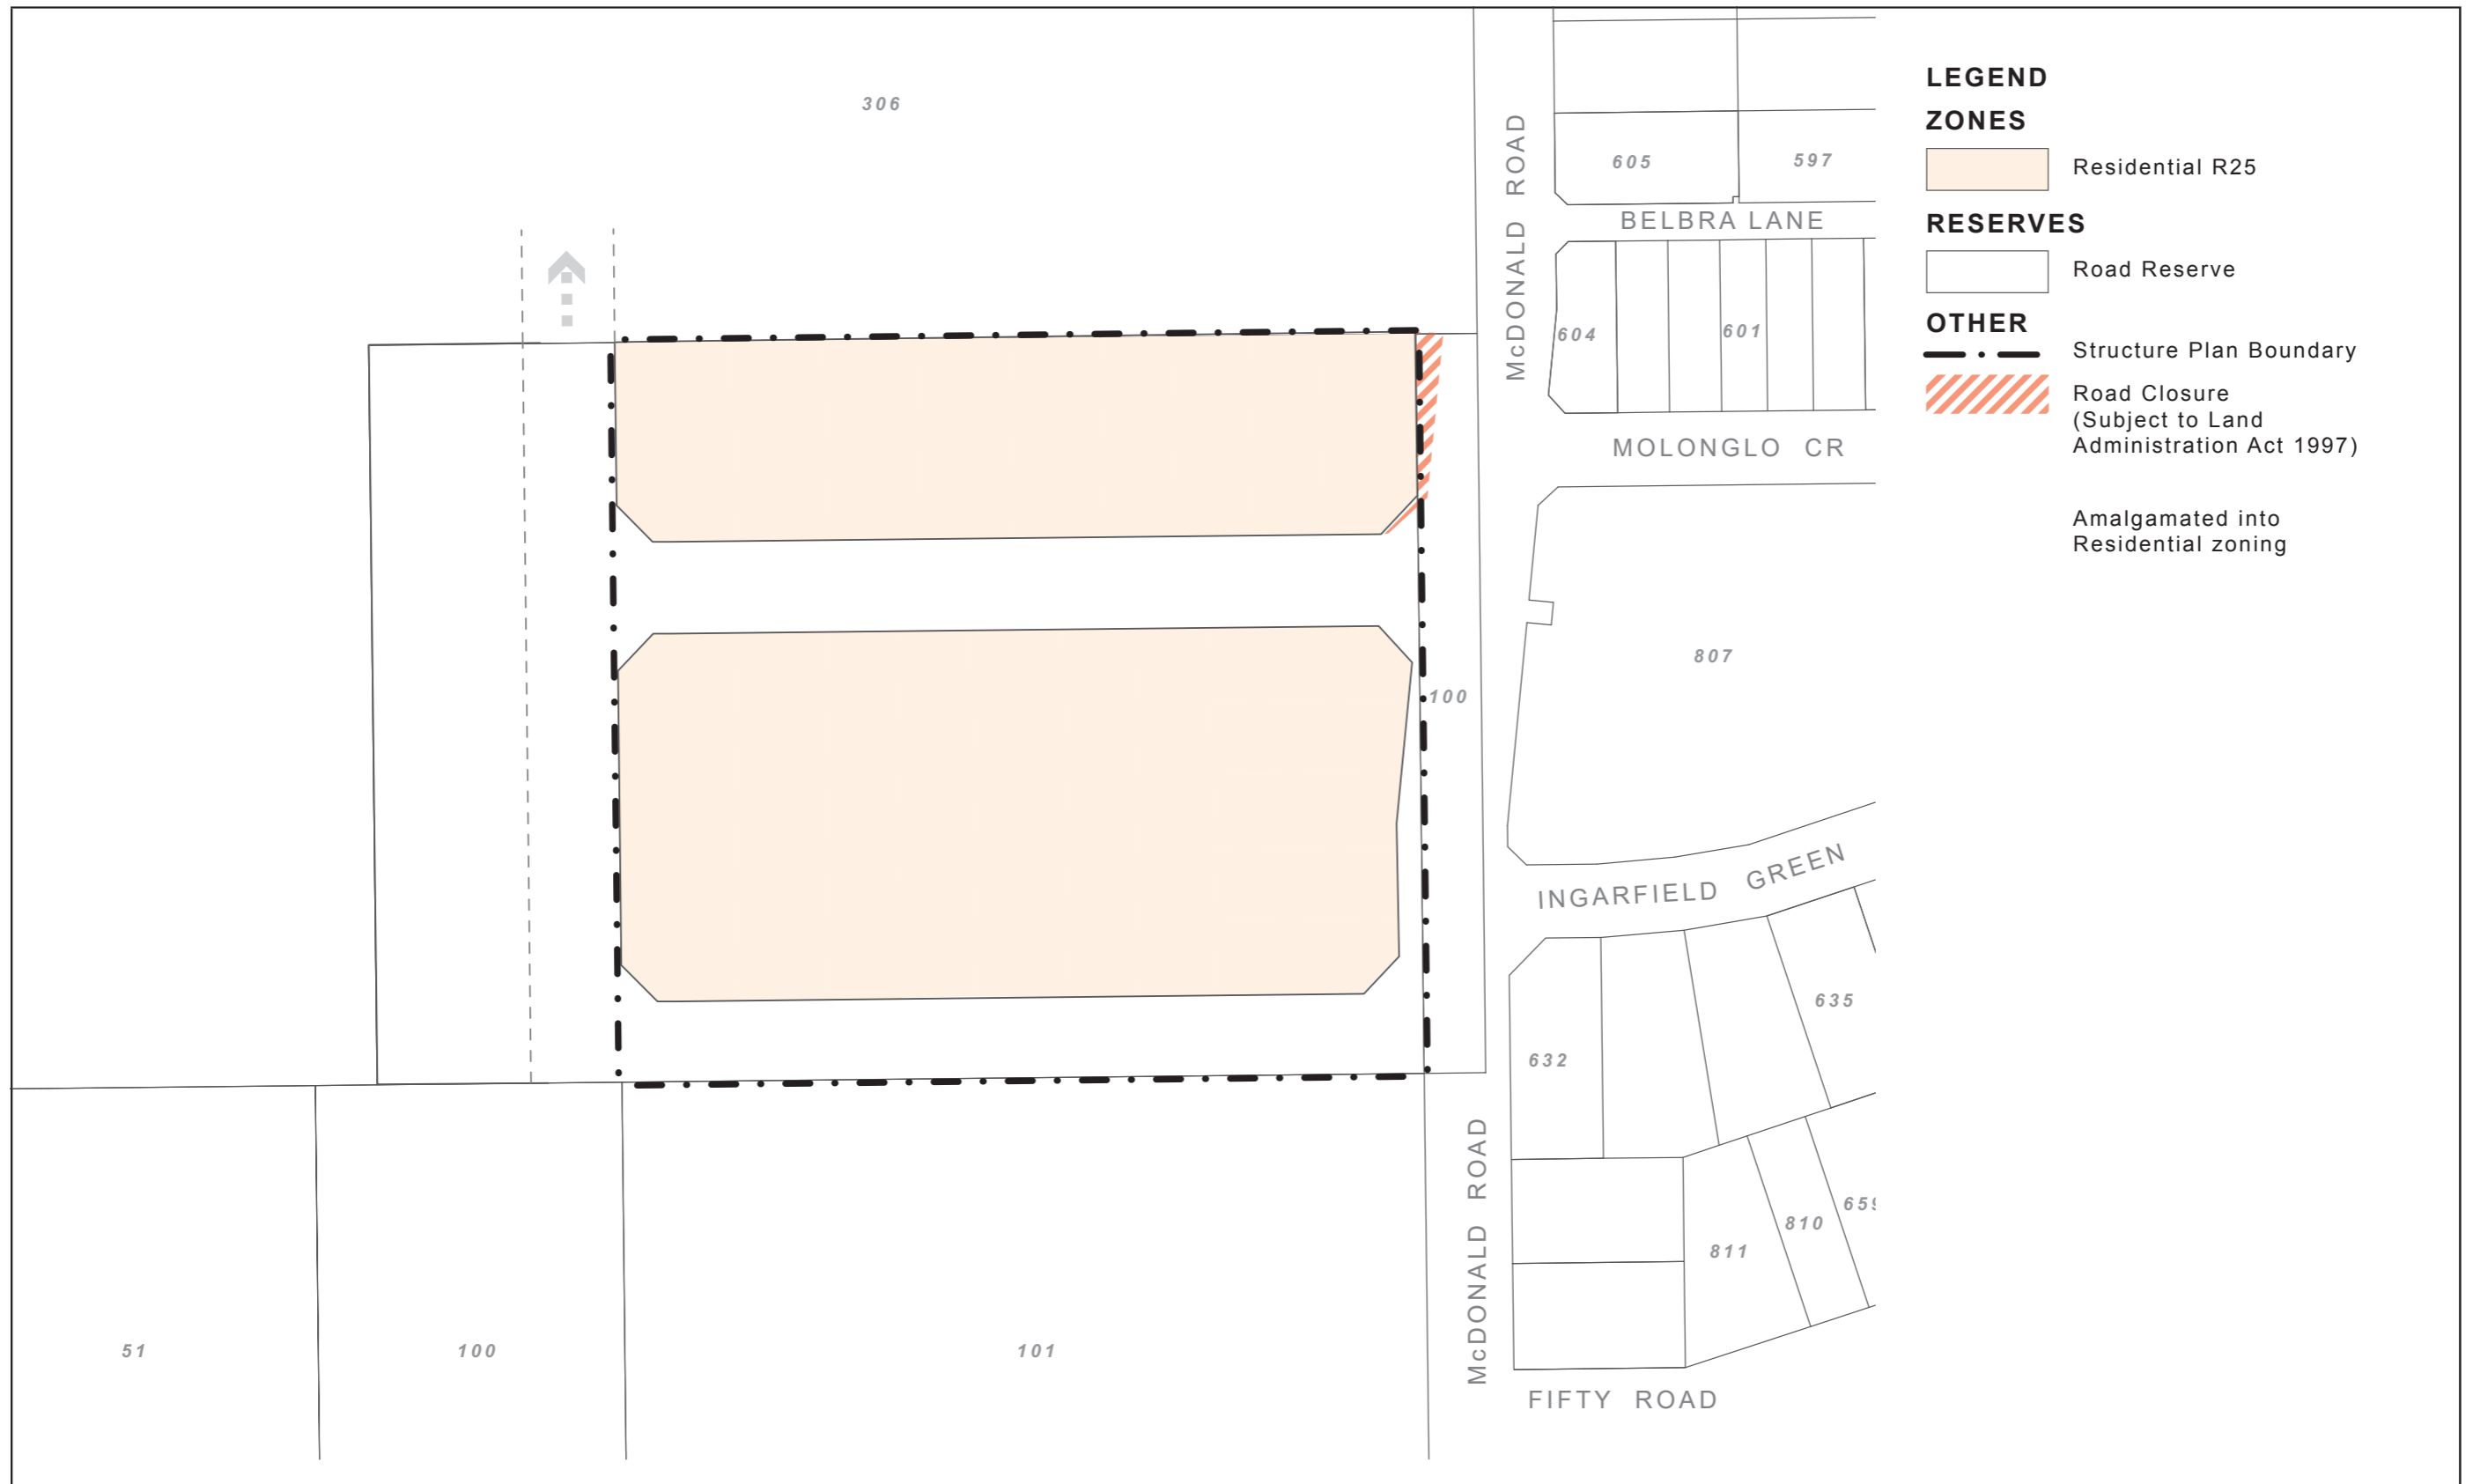 306
McDONALD ROAD
605
597
BELBRA LANE
604
601
MOLONGLO CR
807
100
INGARFIELD GREEN
635
632
McDONALD ROAD
659
810
811
51
100
101
FIFTY ROAD
LEGEND
ZONES
Residential R25
RESERVES
Road Reserve
OTHER
Structure Plan Boundary
Road Closure
(Subject to Land
Administration Act 1997)
Amalgamated into
Residential zoning